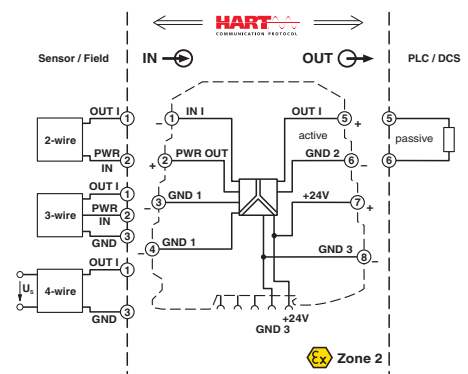 HART
COMMUNICATION PROTOCOL
Sensor / Field
IN
OUT
PLC / DCS
OUT I
1
2-wire
PWR
2
IN
OUT I
1
3-wire
PWR
2
IN
3
GND
OUT I
1
Us
4-wire
GND
3
1
IN I
–
2
PWR OUT
+
3
GND 1
–
4
GND 1
–
OUT I
5
active
+
GND 2
6
–
+24V
7
+
GND 3
8
–
+24V
GND 3
5
passive
6
Ex
Zone 2